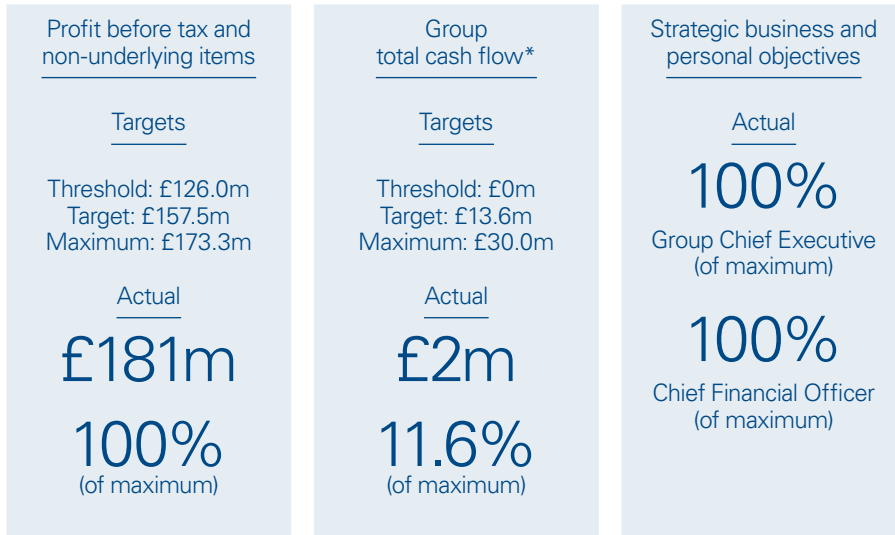 Profit before tax and
non-underlying items
Targets
Threshold: £126.0m
Target: £157.5m
Maximum: £173.3m
Actual
£181m
100%
(of maximum)
Group
total cash flow*
Targets
Threshold: £0m
Target: £13.6m
Maximum: £30.0m
Actual
£2m
11.6%
(of maximum)
Strategic business and
personal objectives
Actual
100%
Group Chief Executive
(of maximum)
100%
Chief Financial Officer
(of maximum)